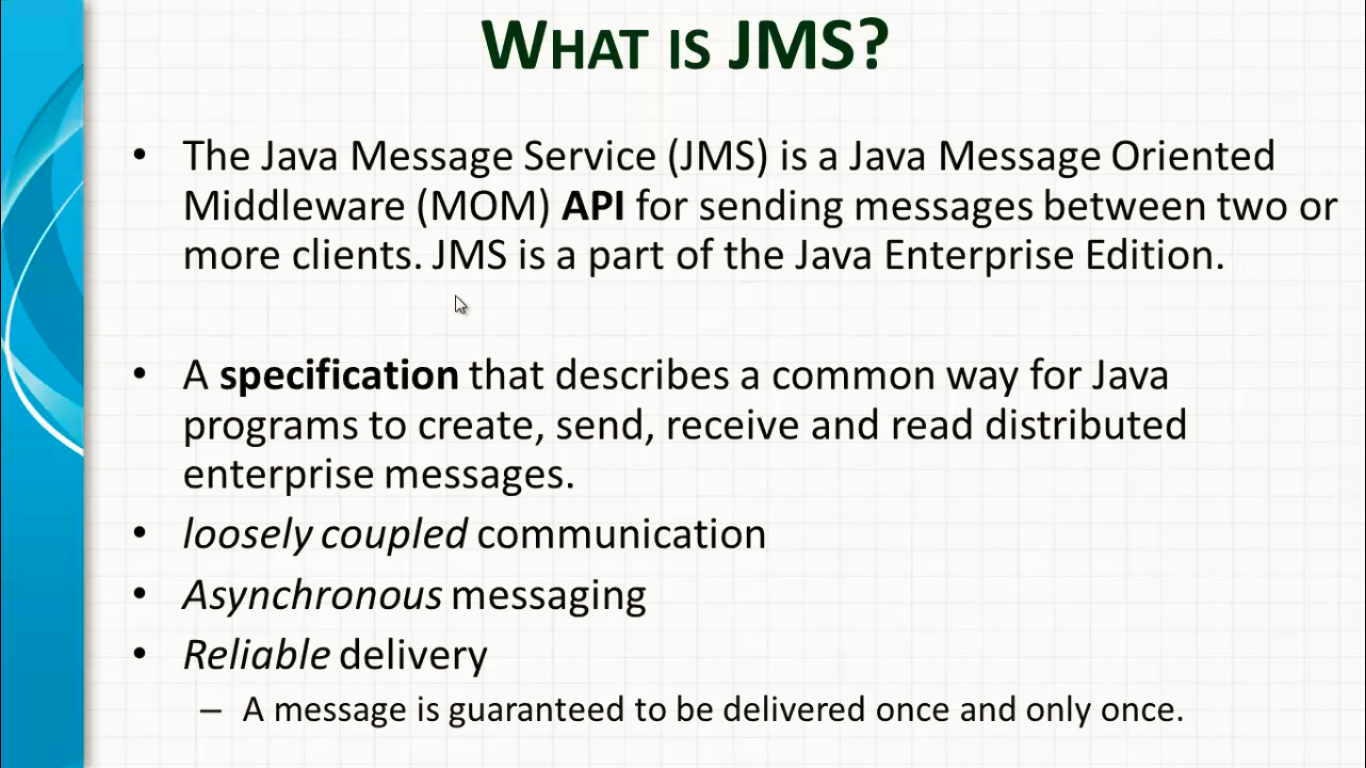 WHAT IS JMS?
• The Java Message Service (JMS) is a Java Message Oriented
Middleware (MOM) API for sending messages between two or
more clients. JMS is a part of the Java Enterprise Edition.
• A specification that describes a common way for Java
programs to create, send, receive and read distributed
enterprise messages.
• loosely coupled communication
• Asynchronous messaging
• Reliable delivery
– A message is guaranteed to be delivered once and only once.